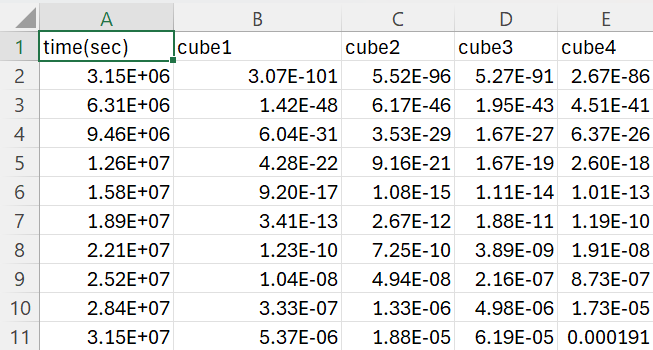 A B C D E
1 time(sec) cube1 cube2 cube3 cube4
2 3.15E+06 3.07E-101 5.52E-96 5.27E-91 2.67E-86
3 6.31E+06 1.42E-48 6.17E-46 1.95E-43 4.51E-41
4 9.46E+06 6.04E-31 3.53E-29 1.67E-27 6.37E-26
5 1.26E+07 4.28E-22 9.16E-21 1.67E-19 2.60E-18
6 1.58E+07 9.20E-17 1.08E-15 1.11E-14 1.01E-13
7 1.89E+07 3.41E-13 2.67E-12 1.88E-11 1.19E-10
8 2.21E+07 1.23E-10 7.25E-10 3.89E-09 1.91E-08
9 2.52E+07 1.04E-08 4.94E-08 2.16E-07 8.73E-07
10 2.84E+07 3.33E-07 1.33E-06 4.98E-06 1.73E-05
11 3.15E+07 5.37E-06 1.88E-05 6.19E-05 0.000191